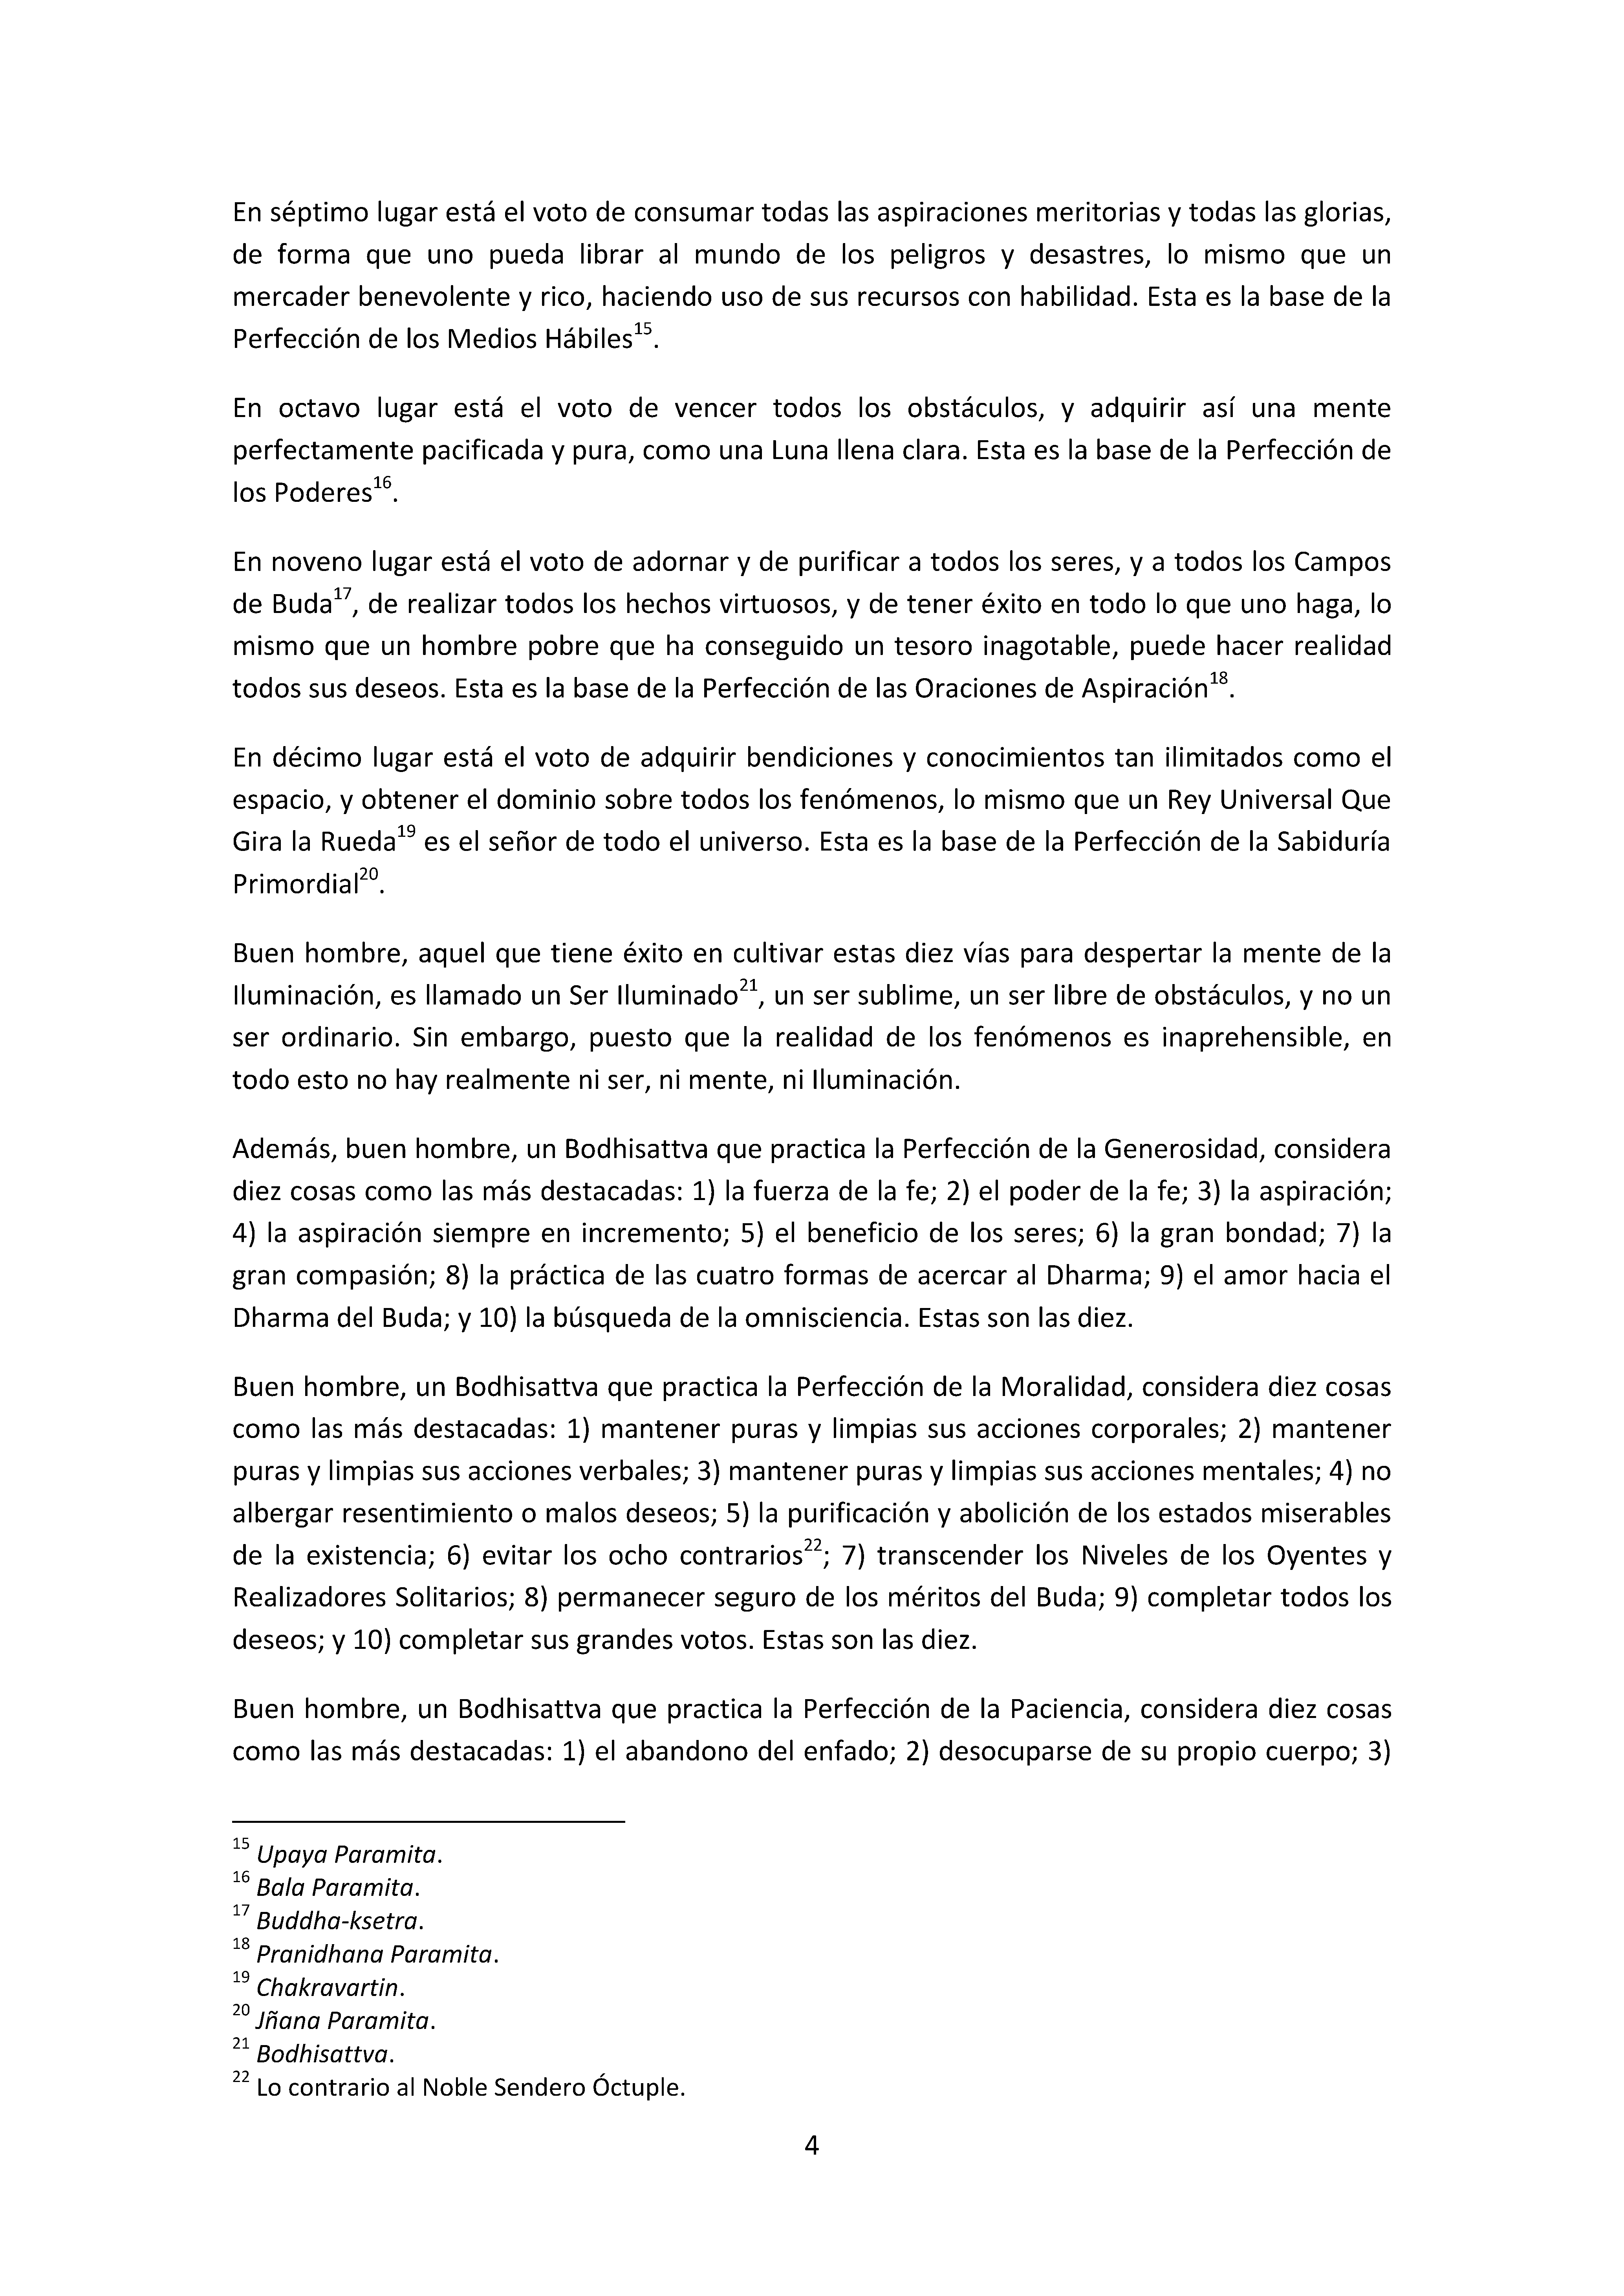 En séptimo lugar está el voto de consumar todas las aspiraciones meritorias y todas las glorias,
de forma que uno pueda librar al mundo de los peligros y desastres, lo mismo que un
mercader benevolente y rico, haciendo uso de sus recursos con habilidad. Esta es la base de la
Perfección de los Medios Hábiles15.
En octavo lugar está el voto de vencer todos los obstáculos, y adquirir así una mente
perfectamente pacificada y pura, como una Luna llena clara. Esta es la base de la Perfección de
los Poderes16.
En noveno lugar está el voto de adornar y de purificar a todos los seres, y a todos los Campos
de Buda17, de realizar todos los hechos virtuosos, y de tener éxito en todo lo que uno haga, lo
mismo que un hombre pobre que ha conseguido un tesoro inagotable, puede hacer realidad
todos sus deseos. Esta es la base de la Perfección de las Oraciones de Aspiración18.
En décimo lugar está el voto de adquirir bendiciones y conocimientos tan ilimitados como el
espacio, y obtener el dominio sobre todos los fenómenos, lo mismo que un Rey Universal Que
Gira la Rueda19 es el señor de todo el universo. Esta es la base de la Perfección de la Sabiduría
Primordial20.
Buen hombre, aquel que tiene éxito en cultivar estas diez vías para despertar la mente de la
Iluminación, es llamado un Ser Iluminado21, un ser sublime, un ser libre de obstáculos, y no un
ser ordinario. Sin embargo, puesto que la realidad de los fenómenos es inaprehensible, en
todo esto no hay realmente ni ser, ni mente, ni Iluminación.
Además, buen hombre, un Bodhisattva que practica la Perfección de la Generosidad, considera
diez cosas como las más destacadas: 1) la fuerza de la fe; 2) el poder de la fe; 3) la aspiración;
4) la aspiración siempre en incremento; 5) el beneficio de los seres; 6) la gran bondad; 7) la
gran compasión; 8) la práctica de las cuatro formas de acercar al Dharma; 9) el amor hacia el
Dharma del Buda; y 10) la búsqueda de la omnisciencia. Estas son las diez.
Buen hombre, un Bodhisattva que practica la Perfección de la Moralidad, considera diez cosas
como las más destacadas: 1) mantener puras y limpias sus acciones corporales; 2) mantener
puras y limpias sus acciones verbales; 3) mantener puras y limpias sus acciones mentales; 4) no
albergar resentimiento o malos deseos; 5) la purificación y abolición de los estados miserables
de la existencia; 6) evitar los ocho contrarios22; 7) transcender los Niveles de los Oyentes y
Realizadores Solitarios; 8) permanecer seguro de los méritos del Buda; 9) completar todos los
deseos; y 10) completar sus grandes votos. Estas son las diez.
Buen hombre, un Bodhisattva que practica la Perfección de la Paciencia, considera diez cosas
como las más destacadas: 1) el abandono del enfado; 2) desocuparse de su propio cuerpo; 3)
15 Upaya Paramita.
16 Bala Paramita.
17 Buddha-ksetra.
18 Pranidhana Paramita.
19 Chakravartin.
20 Jñana Paramita.
21 Bodhisattva.
22 Lo contrario al Noble Sendero Óctuple.
4